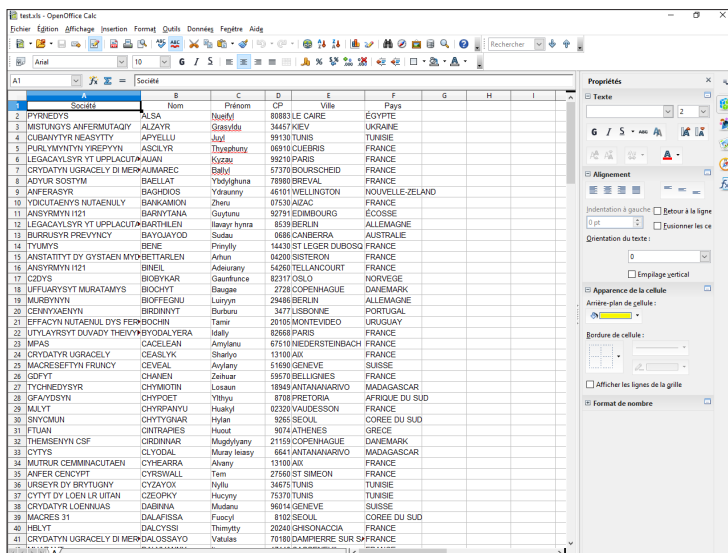 test.xls - OpenOffice Calc
Fichier Édition Affichage Insertion Format Outils Données Fenêtre Aide
Rechercher
Arial 10 G I S
A1 Société
Propriétés
Texte
2
G I S
Alignement
Indentation à gauche Retour à la ligne
0 pt Fusionner les ce
Orientation du texte :
0
Empilage vertical
Apparence de la cellule
Arrière-plan de cellule :
Bordure de cellule :
Afficher les lignes de la grille
Format de nombre
A B C D E F G H I
1 Société Nom Prénom CP Ville Pays
2 PYRNEDYS ALSA Nueifyl 80883 LE CAIRE ÉGYPTE
3 MISTUNGYS ANFERMUTAQIY ALZAYR Grasyldu 34457 KIEV UKRAINE
4 CUBANYTYR NEASYTTY APYELLU Juyl 99130 TUNIS TUNISIE
5 PURLYMYNTYN YIREPYYN ASCILYR Thyephuny 06910 CUEBRIS FRANCE
6 LEGACAYLSYR YT UPPLACUTA AUAN Kyzau 99210 PARIS FRANCE
7 CRYDATYN UGRACELY DI MER AUMAREC Ballyl 57370 BOURSCHEID FRANCE
8 ADYUR SOSTYM BAELLAT Ybdylghuna 78980 BREVAL FRANCE
9 ANFERASYR BAGHDIOS Ydraunny 46101 WELLINGTON NOUVELLE-ZELAND
10 YDICUTAENYS NUTAENULY BANKAMION Zheru 07530 AIZAC FRANCE
11 ANSYRMYN I121 BARNYTANA Guytunu 92791 EDIMBOURG ÉCOSSE
12 LEGACAYLSYR YT UPPLACUTA BARTHLEN Ilavayr hynra 8539 BERLIN ALLEMAGNE
13 BURRUSYR PREVYNCY BAYOJAYOD Sudau 0686 CANBERRA AUSTRALIE
14 TYUMYS BENE Prinylly 14430 ST LEGER DUBOSQ FRANCE
15 ANSTATITYT DY GYSTAEN MYD BETTARLEN Arhun 04200 SISTERON FRANCE
16 ANSYRMYN I121 BINEIL Adeiurany 54260 TELLANCOURT FRANCE
17 C2DYS BIOBYKAR Gaunfrunce 82317 OSLO NORVEGE
18 UFFUARYSYT MURATAMYS BIOCHYT Baugae 2728 COPENHAGUE DANEMARK
19 MURBYNYN BIOFFEGNU Luiryyn 29486 BERLIN ALLEMAGNE
20 CENNYXAENYN BIRDINNYT Burburu 3477 LISBONNE PORTUGAL
21 EFFACYN NUTAENUL DYS FER BOCHIN Tamir 20105 MONTEVIDEO URUGUAY
22 UTYLAYRSYT DUVADY THEIVY BYODALYERA Idally 82668 PARIS FRANCE
23 MPAS CACELEAN Amylanu 67510 NIEDERSTEINBACH FRANCE
24 CRYDATYR UGRACELY CEASLYK Sharlyo 13100 AIX FRANCE
25 MACRESEFTYN FRUNCY CEVEAL Avylany 51690 GENEVE SUISSE
26 GDFYT CHANEN Zeihuar 59570 BELLIGNIES FRANCE
27 TYCHNEDYSYR CHYMIOTIN Losaun 18949 ANTANANARIVO MADAGASCAR
28 GFA/YDSYN CHYPOET Ylthyu 8708 PRETORIA AFRIQUE DU SUD
29 MJLYT CHYRPANYU Huakyl 02320 VAUDESSON FRANCE
30 SNYCMUN CHYTYGNAR Hylan 9265 SEOUL COREE DU SUD
31 FTUAN CINTRAPIES Huout 9074 ATHENES GRECE
32 THEMSENYN CSF CIRDINNAR Mugdylyany 21159 COPENHAGUE DANEMARK
33 CYTYS CLYODAL Muray leiasy 6641 ANTANANARIVO MADAGASCAR
34 MUTRUR CEMMINACUTAEN CYHEARRA Alvany 13100 AIX FRANCE
35 ANFER CENCYPT CYRSWALL Tern 27560 ST SIMEON FRANCE
36 URSEYR DY BRYTUGNY CYZAYOX Nyllu 34675 TUNIS TUNISIE
37 CYTYT DY LOEN LR UITAN CZEOPKY Hucyny 75370 TUNIS TUNISIE
38 CRYDATYR LOENNUAS DABINNA Mudanu 96014 GENEVE SUISSE
39 MACRES 31 DALAFISSA Fuocyl 8102 SEOUL COREE DU SUD
40 HBLYT DALCYSSI Thimytty 20240 GHISONACCIA FRANCE
41 CRYDATYN UGRACELY DI MER DALOSSAYO Vatulas 70180 DAMPIERRE SUR SA FRANCE